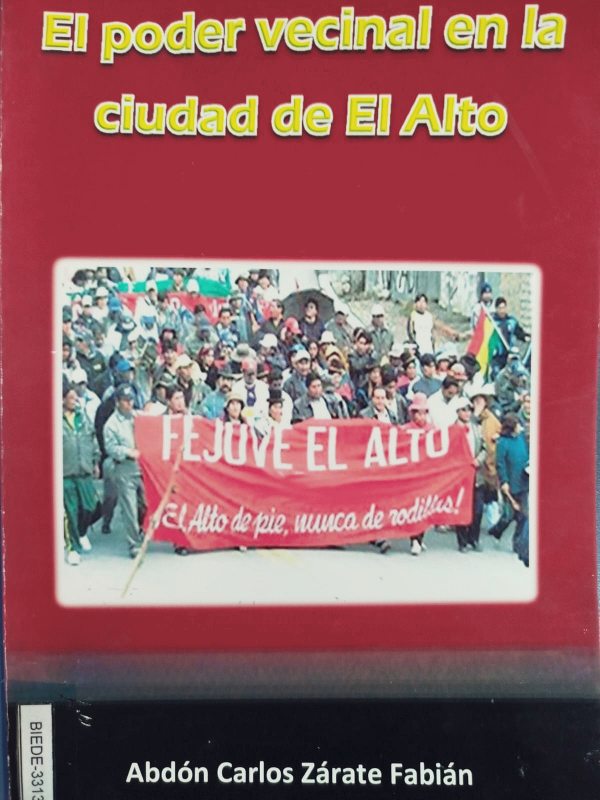 El poder vecinal en la
ciudad de El Alto
FEJUVE EL ALTO
¡El Alto de pie, nunca de rodillas!
BIEDE-3313
Abdón Carlos Zárate Fabián